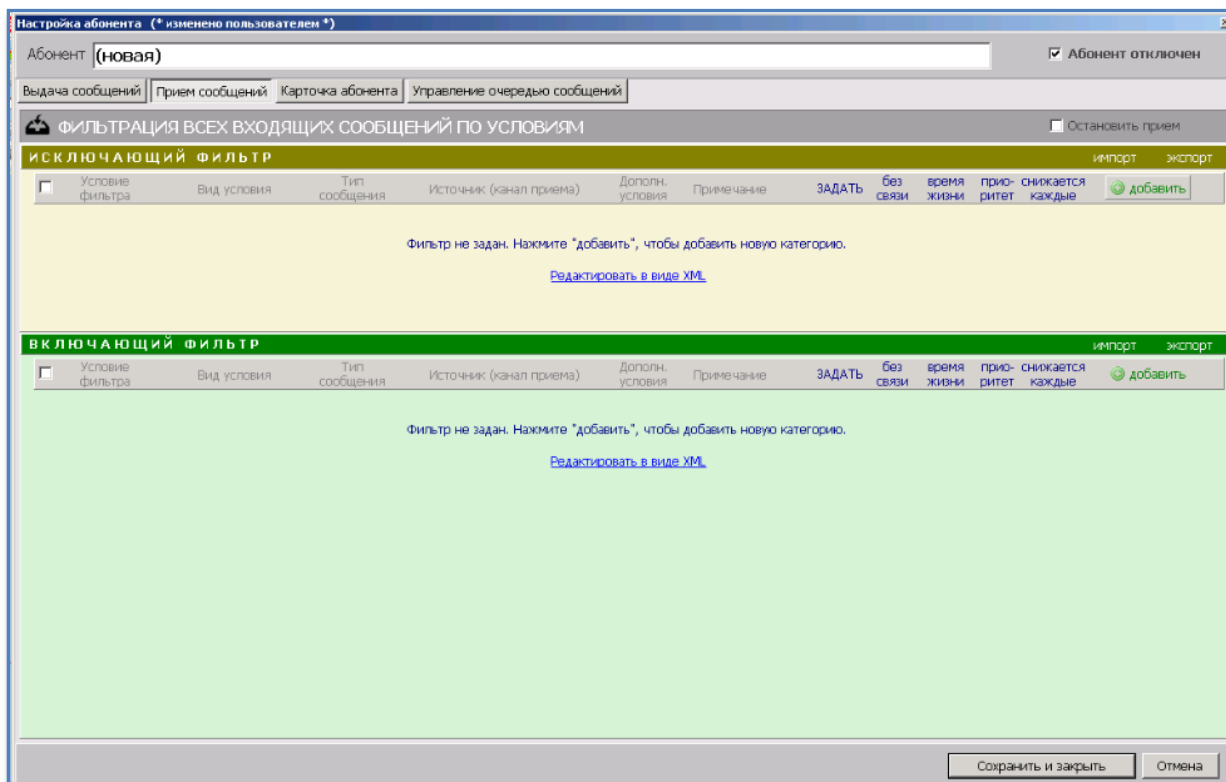 Настройка абонента (* изменено пользователем *)
Абонент (новая) Абонент отключен
Выдача сообщений Прием сообщений Карточка абонента Управление очередью сообщений
ФИЛЬТРАЦИЯ ВСЕХ ВХОДЯЩИХ СООБЩЕНИЙ ПО УСЛОВИЯМ Остановить прием
ИСКЛЮЧАЮЩИЙ ФИЛЬТР импорт экспорт
Условие фильтра Вид условия Тип сообщения Источник (канал приема) Дополн. условия Примечание ЗАДАТЬ без связи время жизни прио-ритет снижается каждые добавить
Фильтр не задан. Нажмите "добавить", чтобы добавить новую категорию.
Редактировать в виде XML
ВКЛЮЧАЮЩИЙ ФИЛЬТР импорт экспорт
Условие фильтра Вид условия Тип сообщения Источник (канал приема) Дополн. условия Примечание ЗАДАТЬ без связи время жизни прио-ритет снижается каждые добавить
Фильтр не задан. Нажмите "добавить", чтобы добавить новую категорию.
Редактировать в виде XML
Сохранить и закрыть Отмена